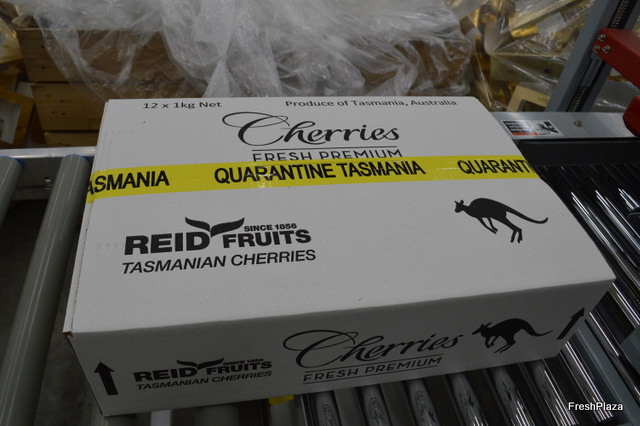 12 x 1kg Net
Produce of Tasmania, Australia
Cherries
FRESH PREMIUM
ASMANIA QUARANTINE TASMANIA QUARANT
SINCE 1856
REID FRUITS
TASMANIAN CHERRIES
SINCE 1856
REID FRUITS
TASMANIAN CHERRIES
Cherries
FRESH PREMIUM
FreshPlaza